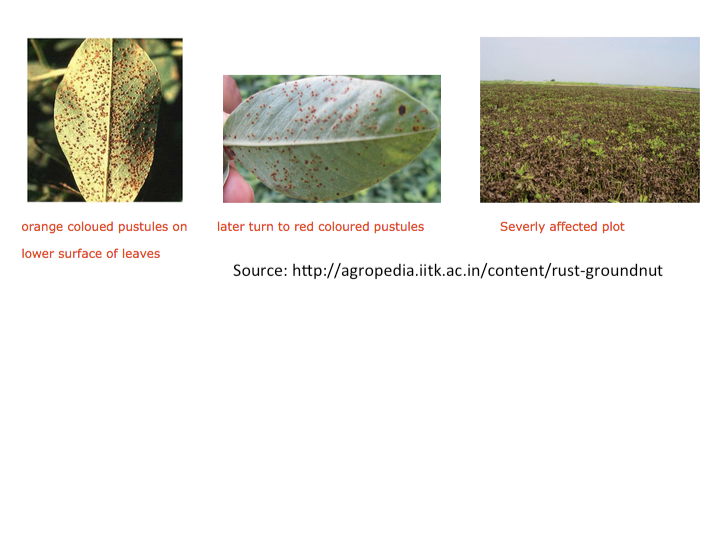 orange coloued pustules on
lower surface of leaves
later turn to red coloured pustules
Severly affected plot
Source: http://agropedia.iitk.ac.in/content/rust-groundnut